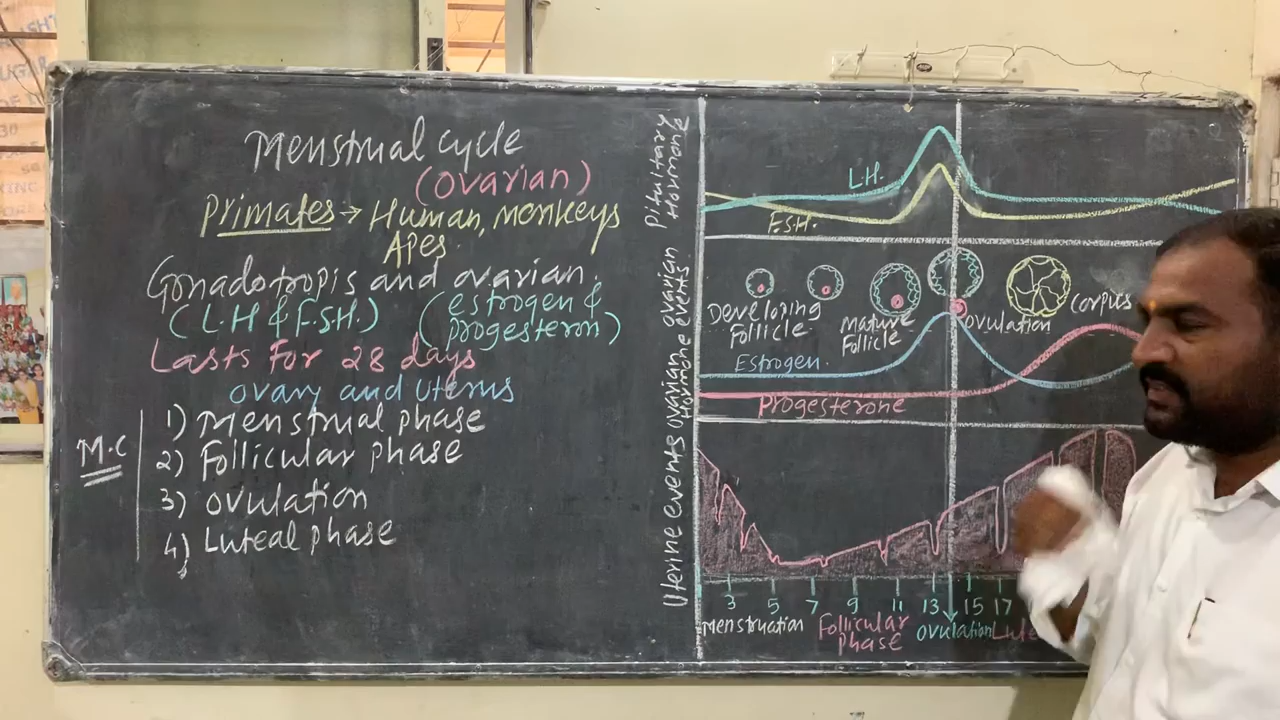 Menstrual cycle
(Ovarian)
Primates → Human, monkeys
Apes.
Gonadotropis and ovarian.
(L.H & F.S.H.) (estrogen &
progesteron)
Lasts for 28 days
Ovary and Uterus
M.C
1) Menstrual phase
2) Follicular phase
3) Ovulation
4) Luteal phase
Pituitary
Hormone
ovarian
events
ovarian
Hormone
Uterine events
L.H.
F.S.H.
Developing
Follicle
Mature
Follicle
Ovulation
Corpus
Estrogen
Progesterone
3 5 7 9 11 13 15 17
Menstruation
Follicular
Phase
Ovulation
Lute